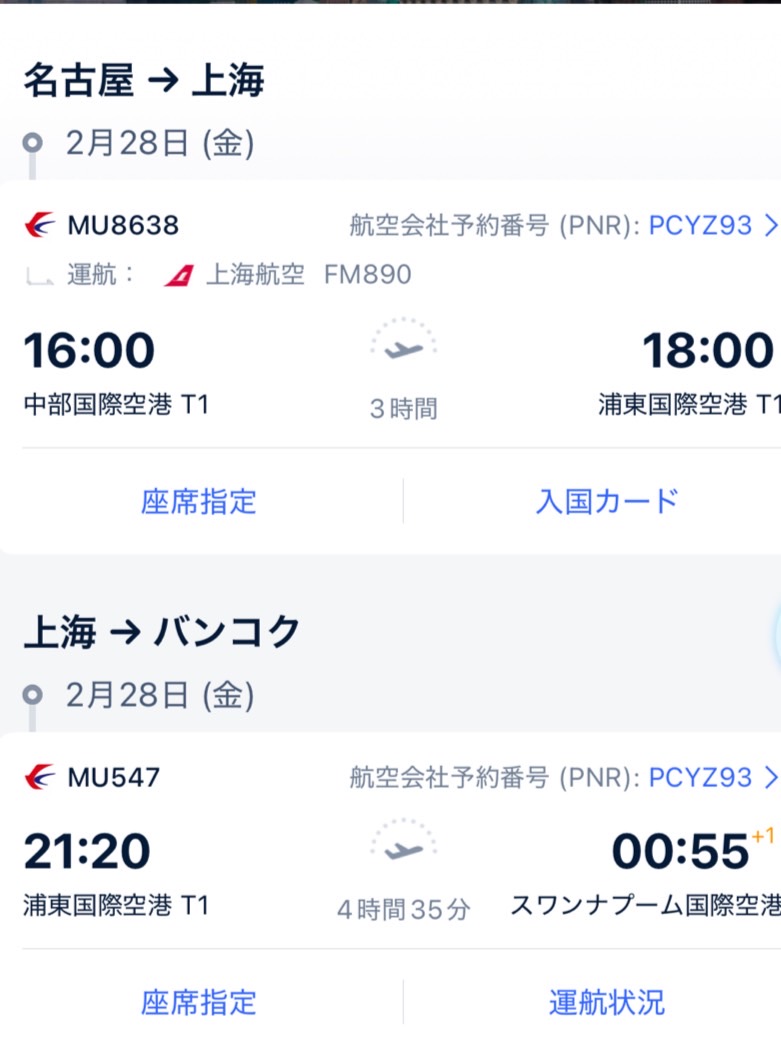 名古屋 → 上海
2月28日 (金)
MU8638 航空会社予約番号 (PNR): PCYZ93
運航： 上海航空 FM890
16:00 18:00
中部国際空港 T1 浦東国際空港 T1
3時間
座席指定 入国カード
上海 → バンコク
2月28日 (金)
MU547 航空会社予約番号 (PNR): PCYZ93
21:20 00:55+1
浦東国際空港 T1 4時間35分 スワンナプーム国際空港
座席指定 運航状況